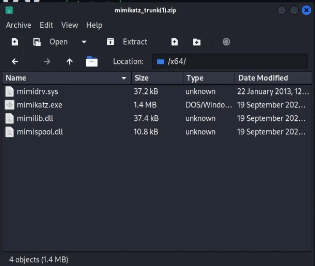 mimikatz_trunk(1).zip
Archive Edit View Help
Open Extract
Location: /x64/
Name Size Type Date Modified
mimidrv.sys 37.2 kB unknown 22 January 2013, 12...
mimikatz.exe 1.4 MB DOS/Windo... 19 September 202...
mimilib.dll 37.4 kB unknown 19 September 202...
mimispool.dll 10.8 kB unknown 19 September 202...
4 objects (1.4 MB)